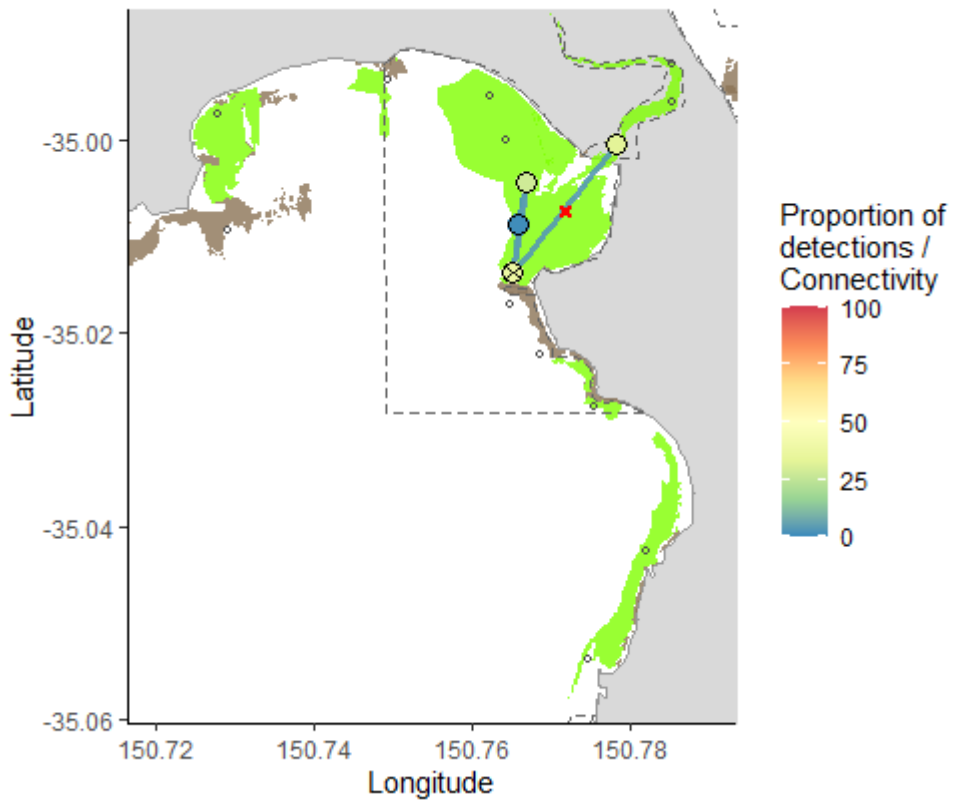 -35.00
-35.02
-35.04
-35.06
Latitude
150.72 150.74 150.76 150.78
Longitude
Proportion of
detections /
Connectivity
100
75
50
25
0